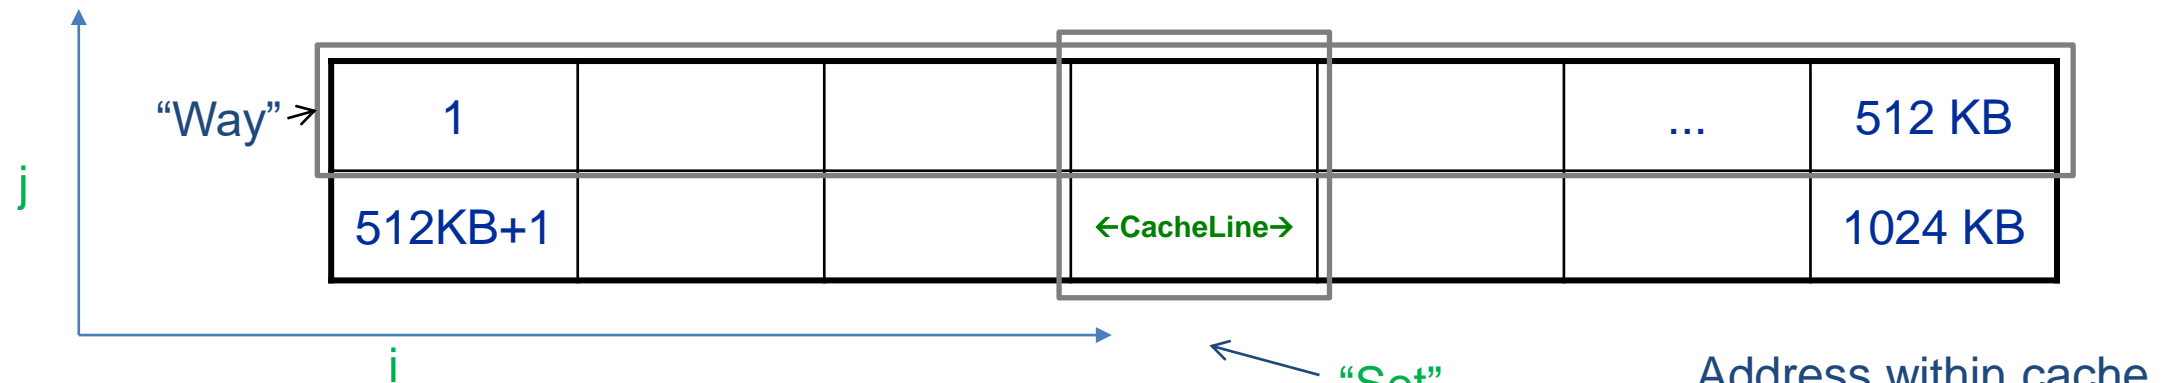 “Way”
1
...
512 KB
j
512KB+1
←CacheLine→
1024 KB
i
“Set”
Address within cache